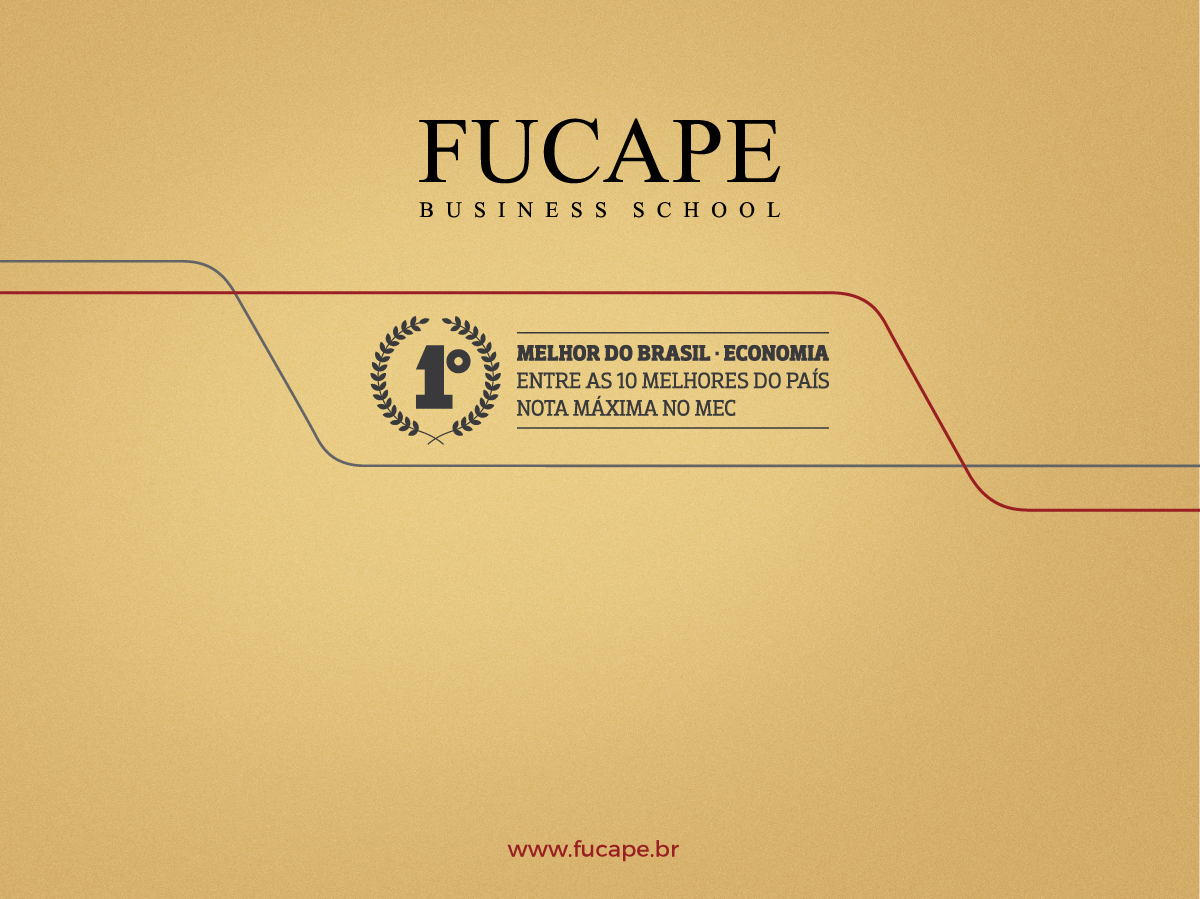 FUCAPE
BUSINESS SCHOOL
1º
MELHOR DO BRASIL · ECONOMIA
ENTRE AS 10 MELHORES DO PAÍS
NOTA MÁXIMA NO MEC
www.fucape.br